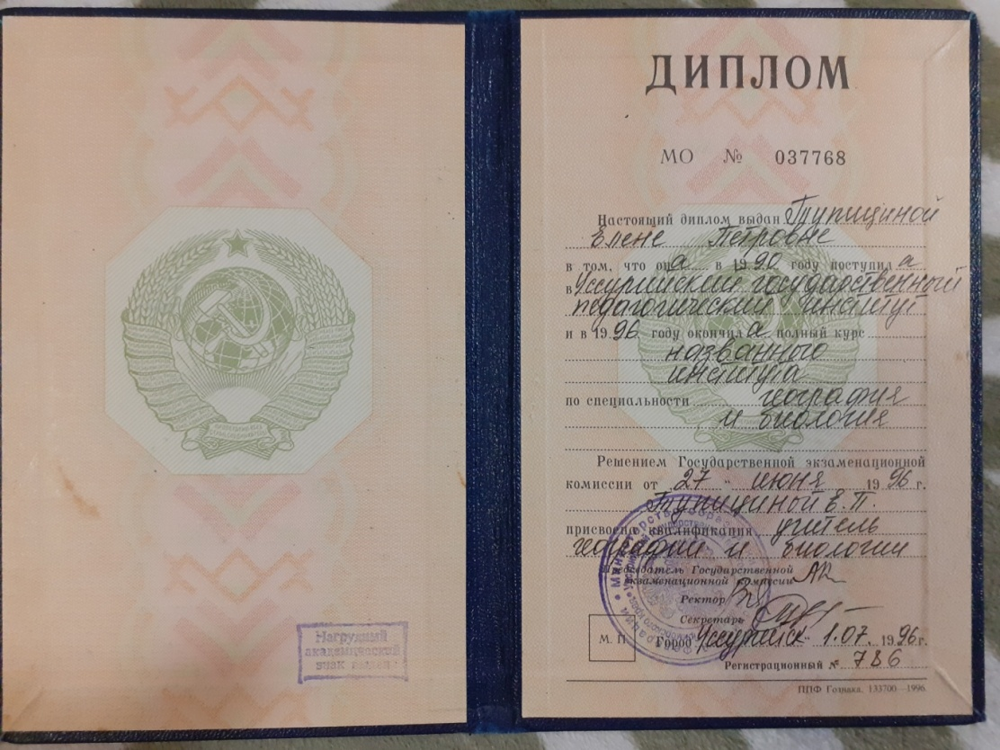 Нагрудный
академический
знак выдан
ДИПЛОМ
МО № 037768
Настоящий диплом выдан Тупициной
Елене Петровне
в том, что она в 1990 году поступила
в Уссурийский государственный
педагогический институт
и в 1996 году окончила полный курс
названного
института
по специальности география
и биология
Решением Государственной экзаменационной
комиссии от 27 " июня 1996 г.
Тупициной Е.П.
присвоена квалификация учитель
географии и биологии
Председатель Государственной
экзаменационной комиссии
Ректор
Секретарь
М. П. Город Уссурийск 1.07. 1996 г.
Регистрационный № 786
ППФ Гознака. 133700—1996.